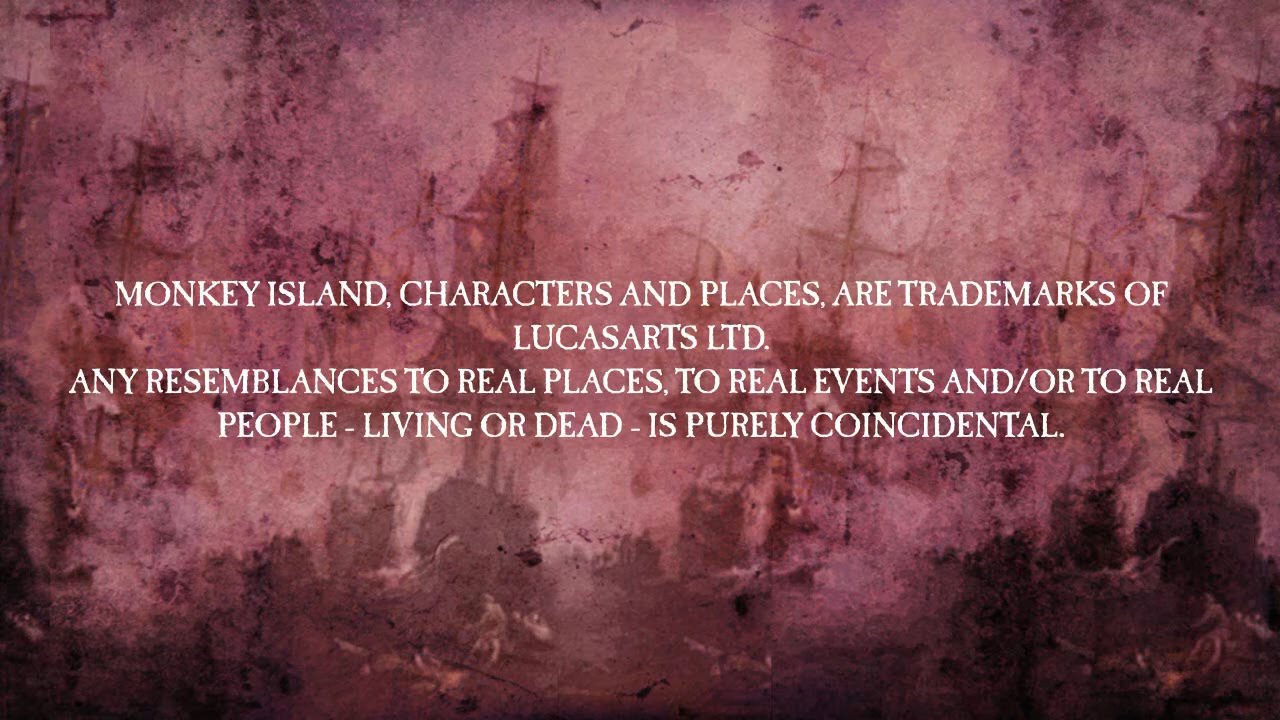 MONKEY ISLAND, CHARACTERS AND PLACES, ARE TRADEMARKS OF
LUCASARTS LTD.
ANY RESEMBLANCES TO REAL PLACES, TO REAL EVENTS AND/OR TO REAL
PEOPLE - LIVING OR DEAD - IS PURELY COINCIDENTAL.